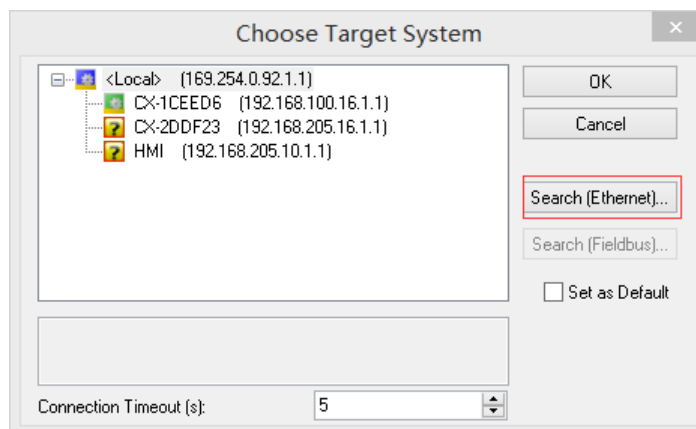 Choose Target System
<Local> (169.254.0.92.1.1)
CX-1CEED6 (192.168.100.16.1.1)
CX-2DDF23 (192.168.205.16.1.1)
HMI (192.168.205.10.1.1)
OK
Cancel
Search (Ethernet)...
Search (Fieldbus)...
Set as Default
Connection Timeout (s):
5